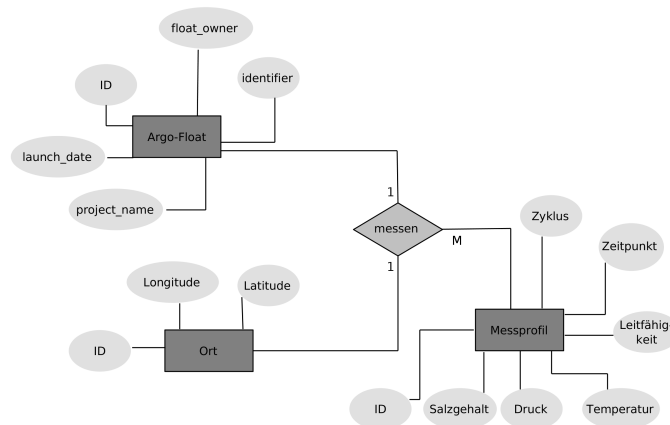 float_owner
ID
identifier
Argo-Float
launch_date
project_name
1
messen
M
1
Zyklus
Zeitpunkt
Longitude
Latitude
Leitfähig-
keit
Messprofil
ID
Ort
ID
Salzgehalt
Druck
Temperatur